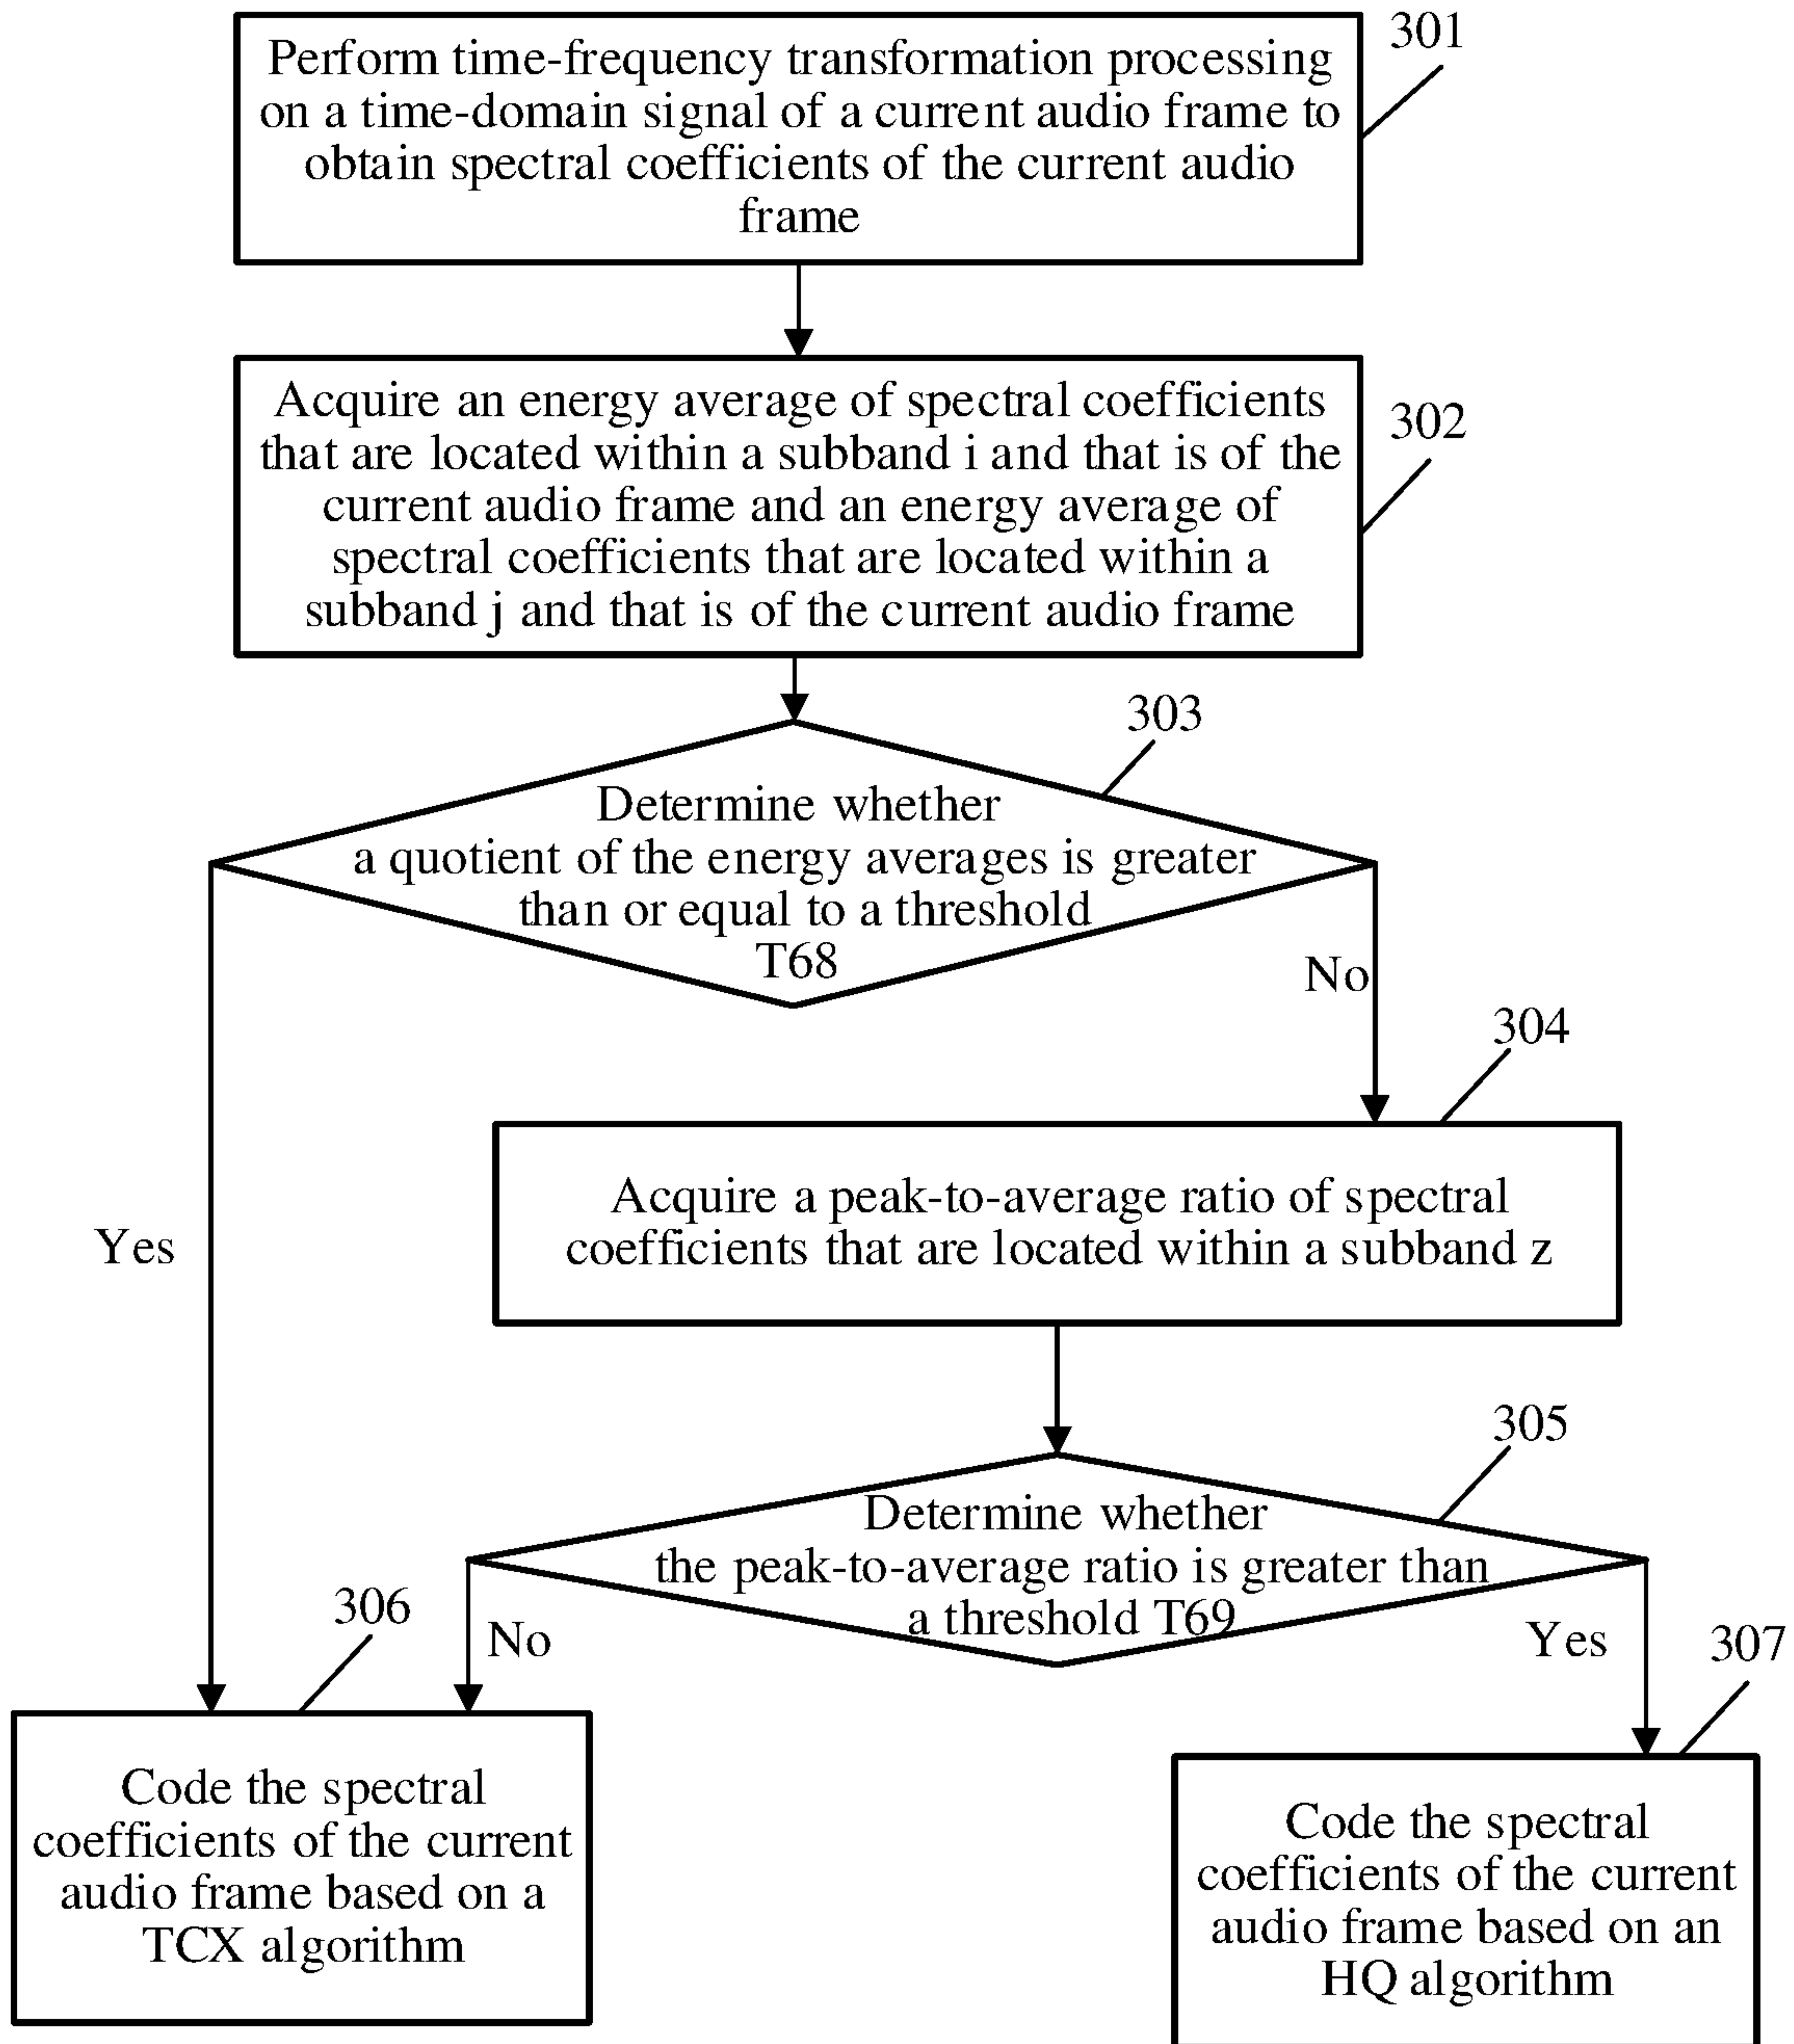 301
Perform time-frequency transformation processing
on a time-domain signal of a current audio frame to
obtain spectral coefficients of the current audio
frame
302
Acquire an energy average of spectral coefficients
that are located within a subband i and that is of the
current audio frame and an energy average of
spectral coefficients that are located within a
subband j and that is of the current audio frame
303
Determine whether
a quotient of the energy averages is greater
than or equal to a threshold
T68
No
304
Acquire a peak-to-average ratio of spectral
coefficients that are located within a subband z
Yes
305
Determine whether
the peak-to-average ratio is greater than
a threshold T69
306
No
Yes
307
Code the spectral
coefficients of the current
audio frame based on a
TCX algorithm
Code the spectral
coefficients of the current
audio frame based on an
HQ algorithm